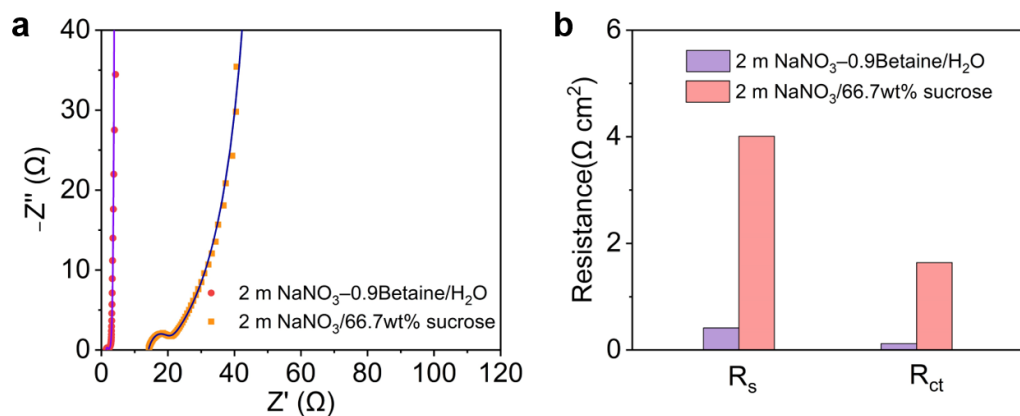 a
40
30
20
10
0
−Z'' (Ω)
2 m NaNO₃–0.9Betaine/H₂O
2 m NaNO₃/66.7wt% sucrose
0 20 40 60 80 100 120
Z' (Ω)
b
6
4
2
0
Resistance(Ω cm²)
2 m NaNO₃–0.9Betaine/H₂O
2 m NaNO₃/66.7wt% sucrose
Rₛ
R_ct